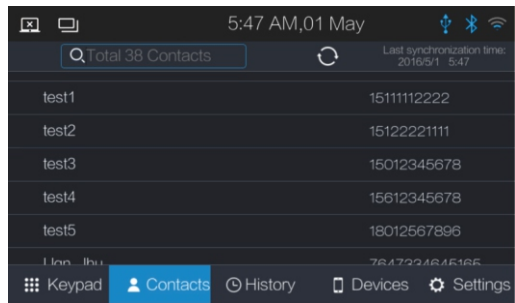 5:47 AM,01 May
Total 38 Contacts
Last synchronization time:
2016/5/1 5:47
test1 15111112222
test2 15122221111
test3 15012345678
test4 15612345678
test5 18012567896
Keypad Contacts History Devices Settings